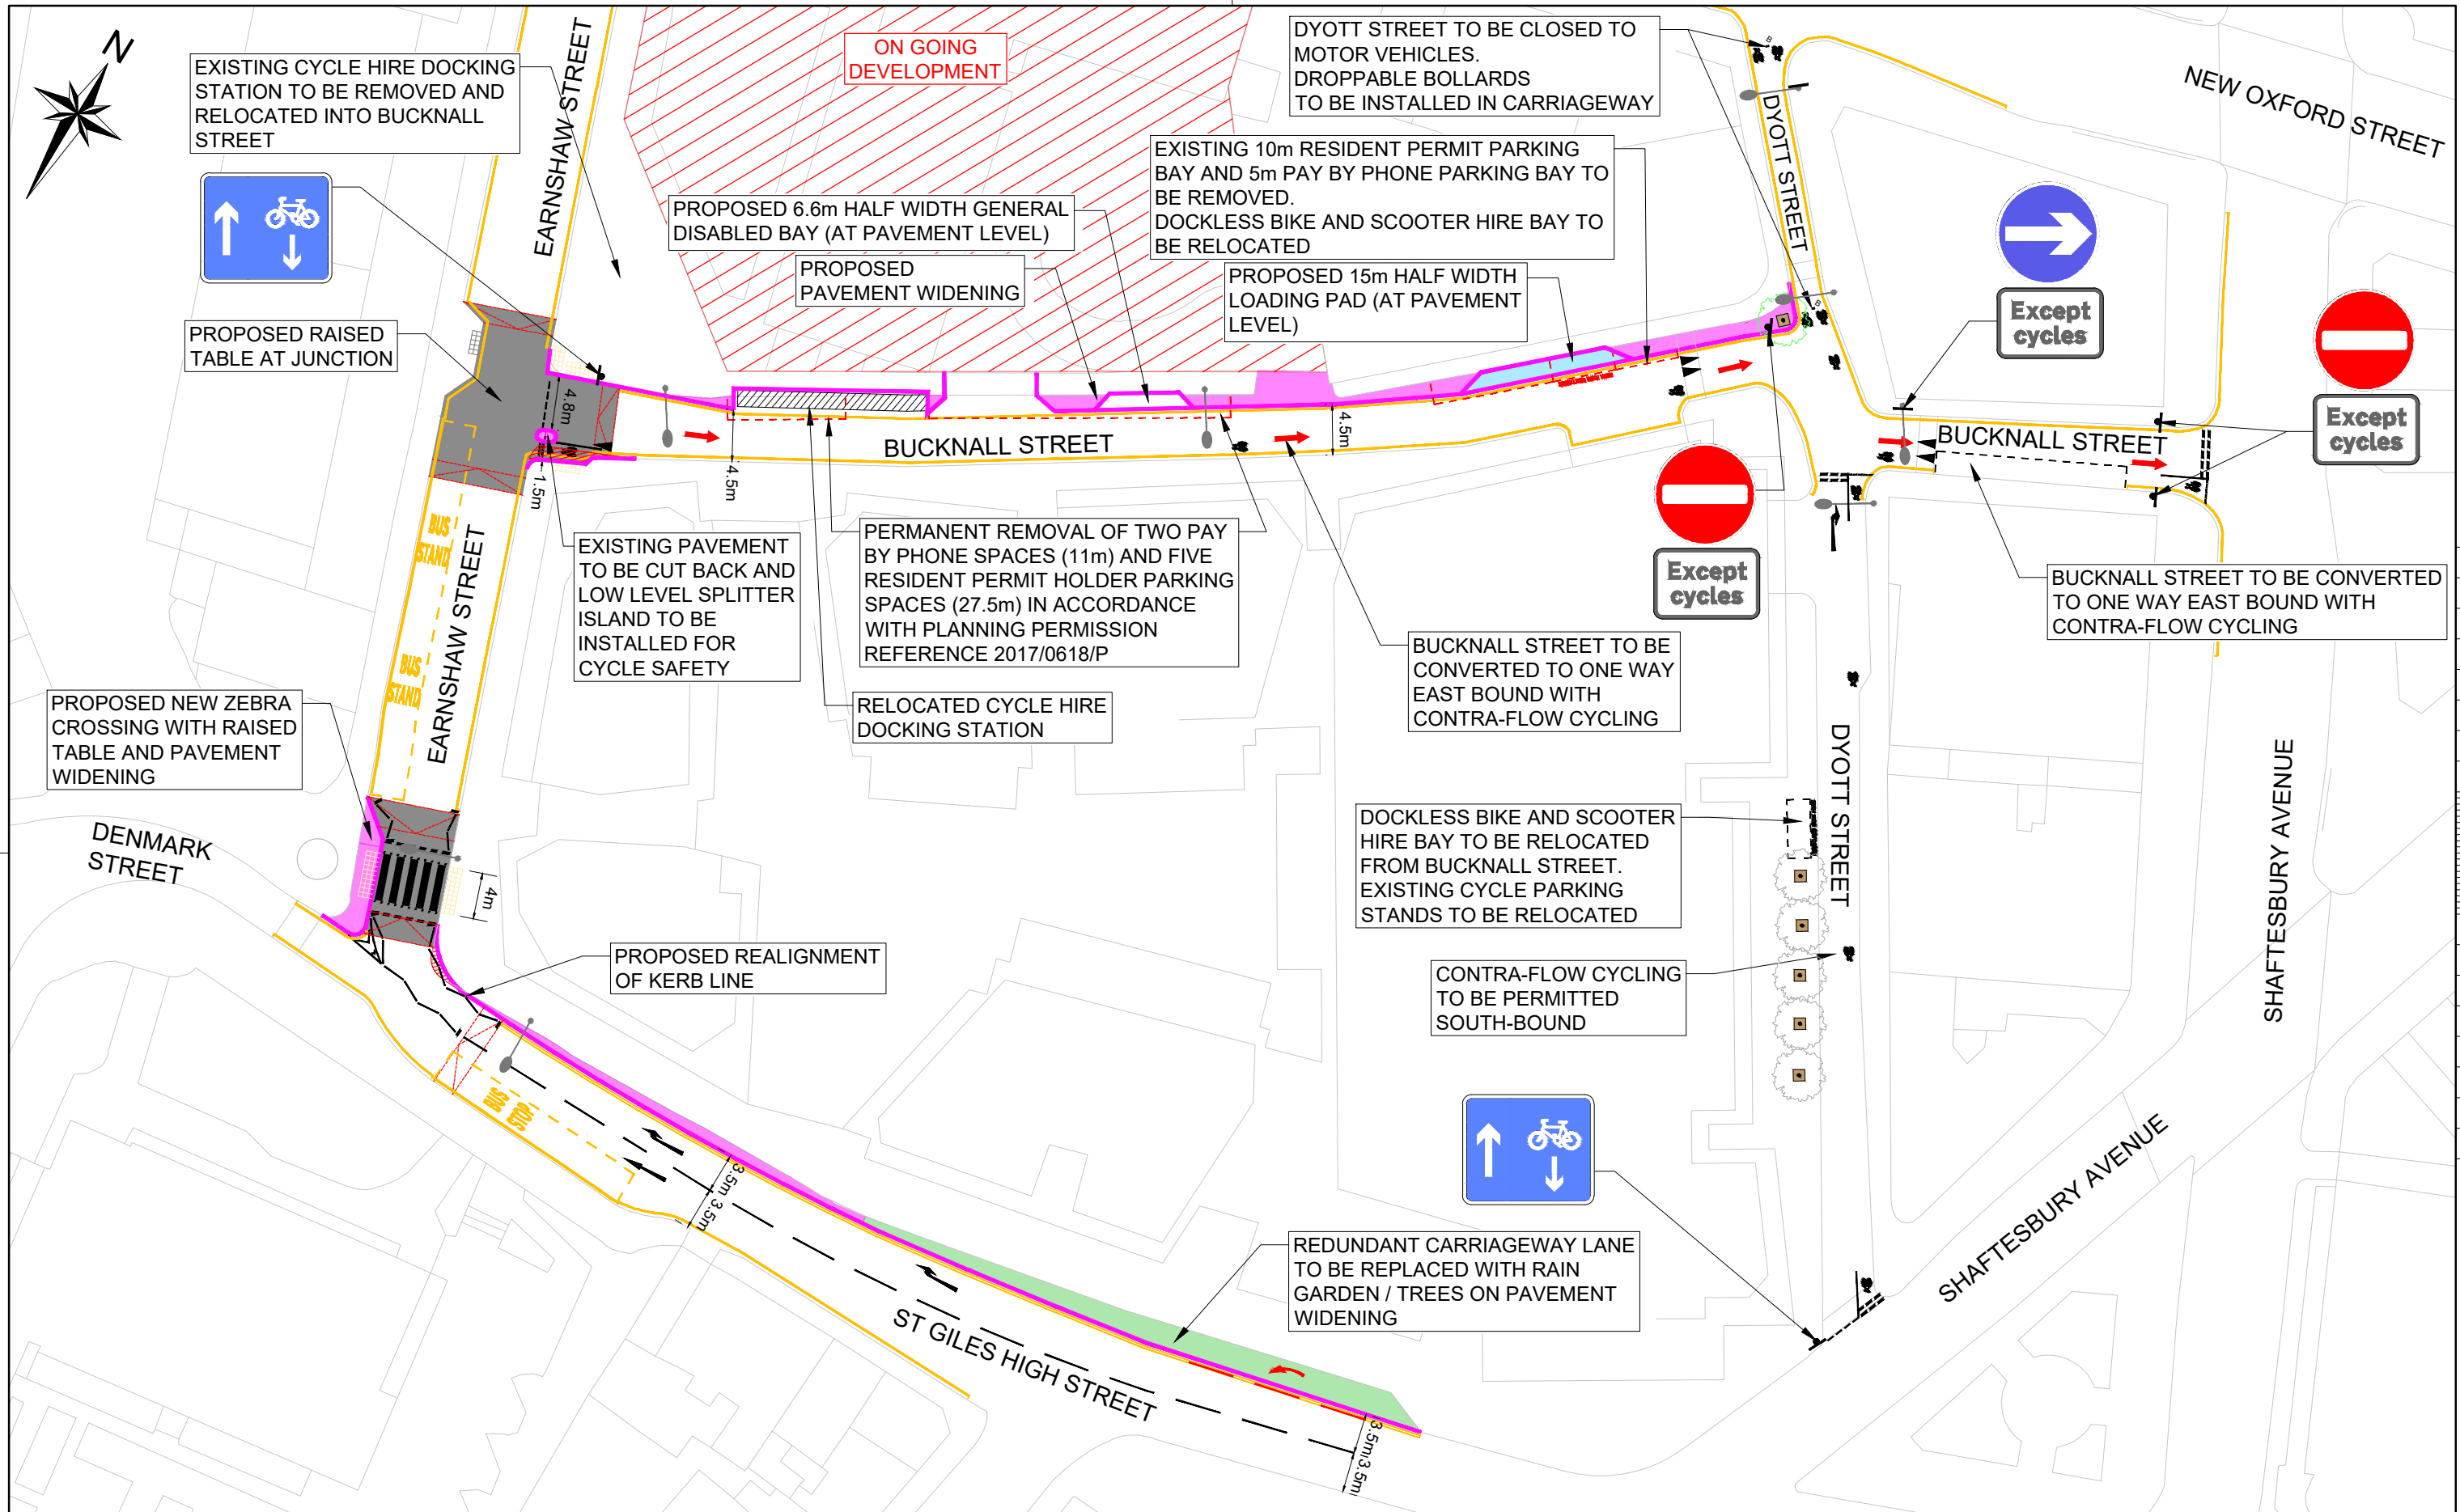 N
EXISTING CYCLE HIRE DOCKING
STATION TO BE REMOVED AND
RELOCATED INTO BUCKNALL
STREET
EARNSHAW STREET
ON GOING
DEVELOPMENT
DYOTT STREET TO BE CLOSED TO
MOTOR VEHICLES.
DROPPABLE BOLLARDS
TO BE INSTALLED IN CARRIAGEWAY
B
DYOTT STREET
NEW OXFORD STREET
EXISTING 10m RESIDENT PERMIT PARKING
BAY AND 5m PAY BY PHONE PARKING BAY TO
BE REMOVED.
DOCKLESS BIKE AND SCOOTER HIRE BAY TO
BE RELOCATED
PROPOSED 6.6m HALF WIDTH GENERAL
DISABLED BAY (AT PAVEMENT LEVEL)
PROPOSED
PAVEMENT WIDENING
PROPOSED 15m HALF WIDTH
LOADING PAD (AT PAVEMENT
LEVEL)
B
Except
cycles
Except
cycles
PROPOSED RAISED
TABLE AT JUNCTION
4.8m
1.5m
4.5m
4.5m
BUCKNALL STREET
BUCKNALL STREET
Except
cycles
EXISTING PAVEMENT
TO BE CUT BACK AND
LOW LEVEL SPLITTER
ISLAND TO BE
INSTALLED FOR
CYCLE SAFETY
PERMANENT REMOVAL OF TWO PAY
BY PHONE SPACES (11m) AND FIVE
RESIDENT PERMIT HOLDER PARKING
SPACES (27.5m) IN ACCORDANCE
WITH PLANNING PERMISSION
REFERENCE 2017/0618/P
BUCKNALL STREET TO BE CONVERTED
TO ONE WAY EAST BOUND WITH
CONTRA-FLOW CYCLING
BUCKNALL STREET TO BE
CONVERTED TO ONE WAY
EAST BOUND WITH
CONTRA-FLOW CYCLING
BUS
STAND
BUS
STAND
EARNSHAW STREET
RELOCATED CYCLE HIRE
DOCKING STATION
PROPOSED NEW ZEBRA
CROSSING WITH RAISED
TABLE AND PAVEMENT
WIDENING
DENMARK
STREET
4m
DYOTT STREET
SHAFTESBURY AVENUE
DOCKLESS BIKE AND SCOOTER
HIRE BAY TO BE RELOCATED
FROM BUCKNALL STREET.
EXISTING CYCLE PARKING
STANDS TO BE RELOCATED
PROPOSED REALIGNMENT
OF KERB LINE
CONTRA-FLOW CYCLING
TO BE PERMITTED
SOUTH-BOUND
BUS
STOP
3.5m 3.5m
SHAFTESBURY AVENUE
REDUNDANT CARRIAGEWAY LANE
TO BE REPLACED WITH RAIN
GARDEN / TREES ON PAVEMENT
WIDENING
ST GILES HIGH STREET
3.5m 3.5m